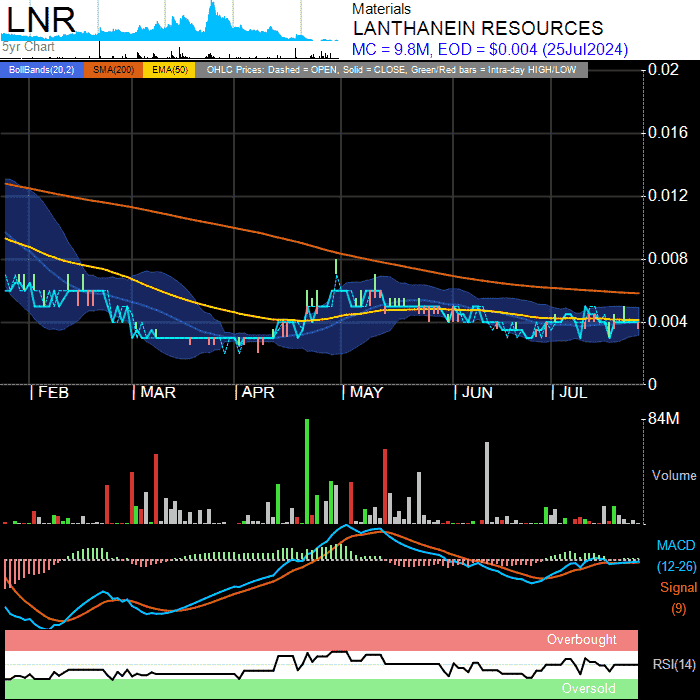 LNR
5yr Chart
Materials
LANTHANEIN RESOURCES
MC = 9.8M, EOD = $0.004 (25Jul2024)
BollBands(20,2) SMA(200) EMA(50) OHLC Prices: Dashed = OPEN, Solid = CLOSE, Green/Red bars = Intra-day HIGH/LOW
0.02
0.016
0.012
0.008
0.004
0
| FEB | MAR | APR | MAY | JUN | JUL
84M
Volume
MACD
(12-26)
Signal
(9)
Overbought
RSI(14)
Oversold